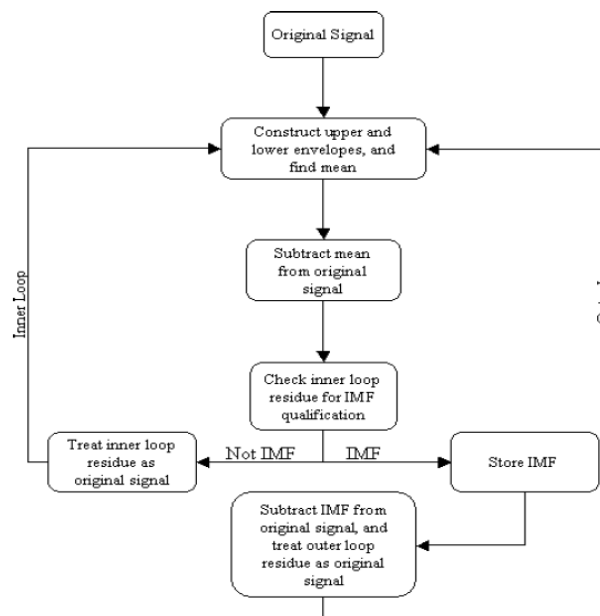 Original Signal
Construct upper and
lower envelopes, and
find mean
Subtract mean
from original
signal
Inner Loop
Check inner loop
residue for IMF
qualification
Not IMF
IMF
Treat inner loop
residue as
original signal
Store IMF
Subtract IMF from
original signal, and
treat outer loop
residue as original
signal